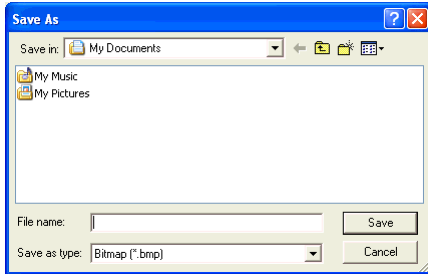 Save As
Save in: My Documents
My Music
My Pictures
File name: Save
Save as type: Bitmap (*.bmp) Cancel